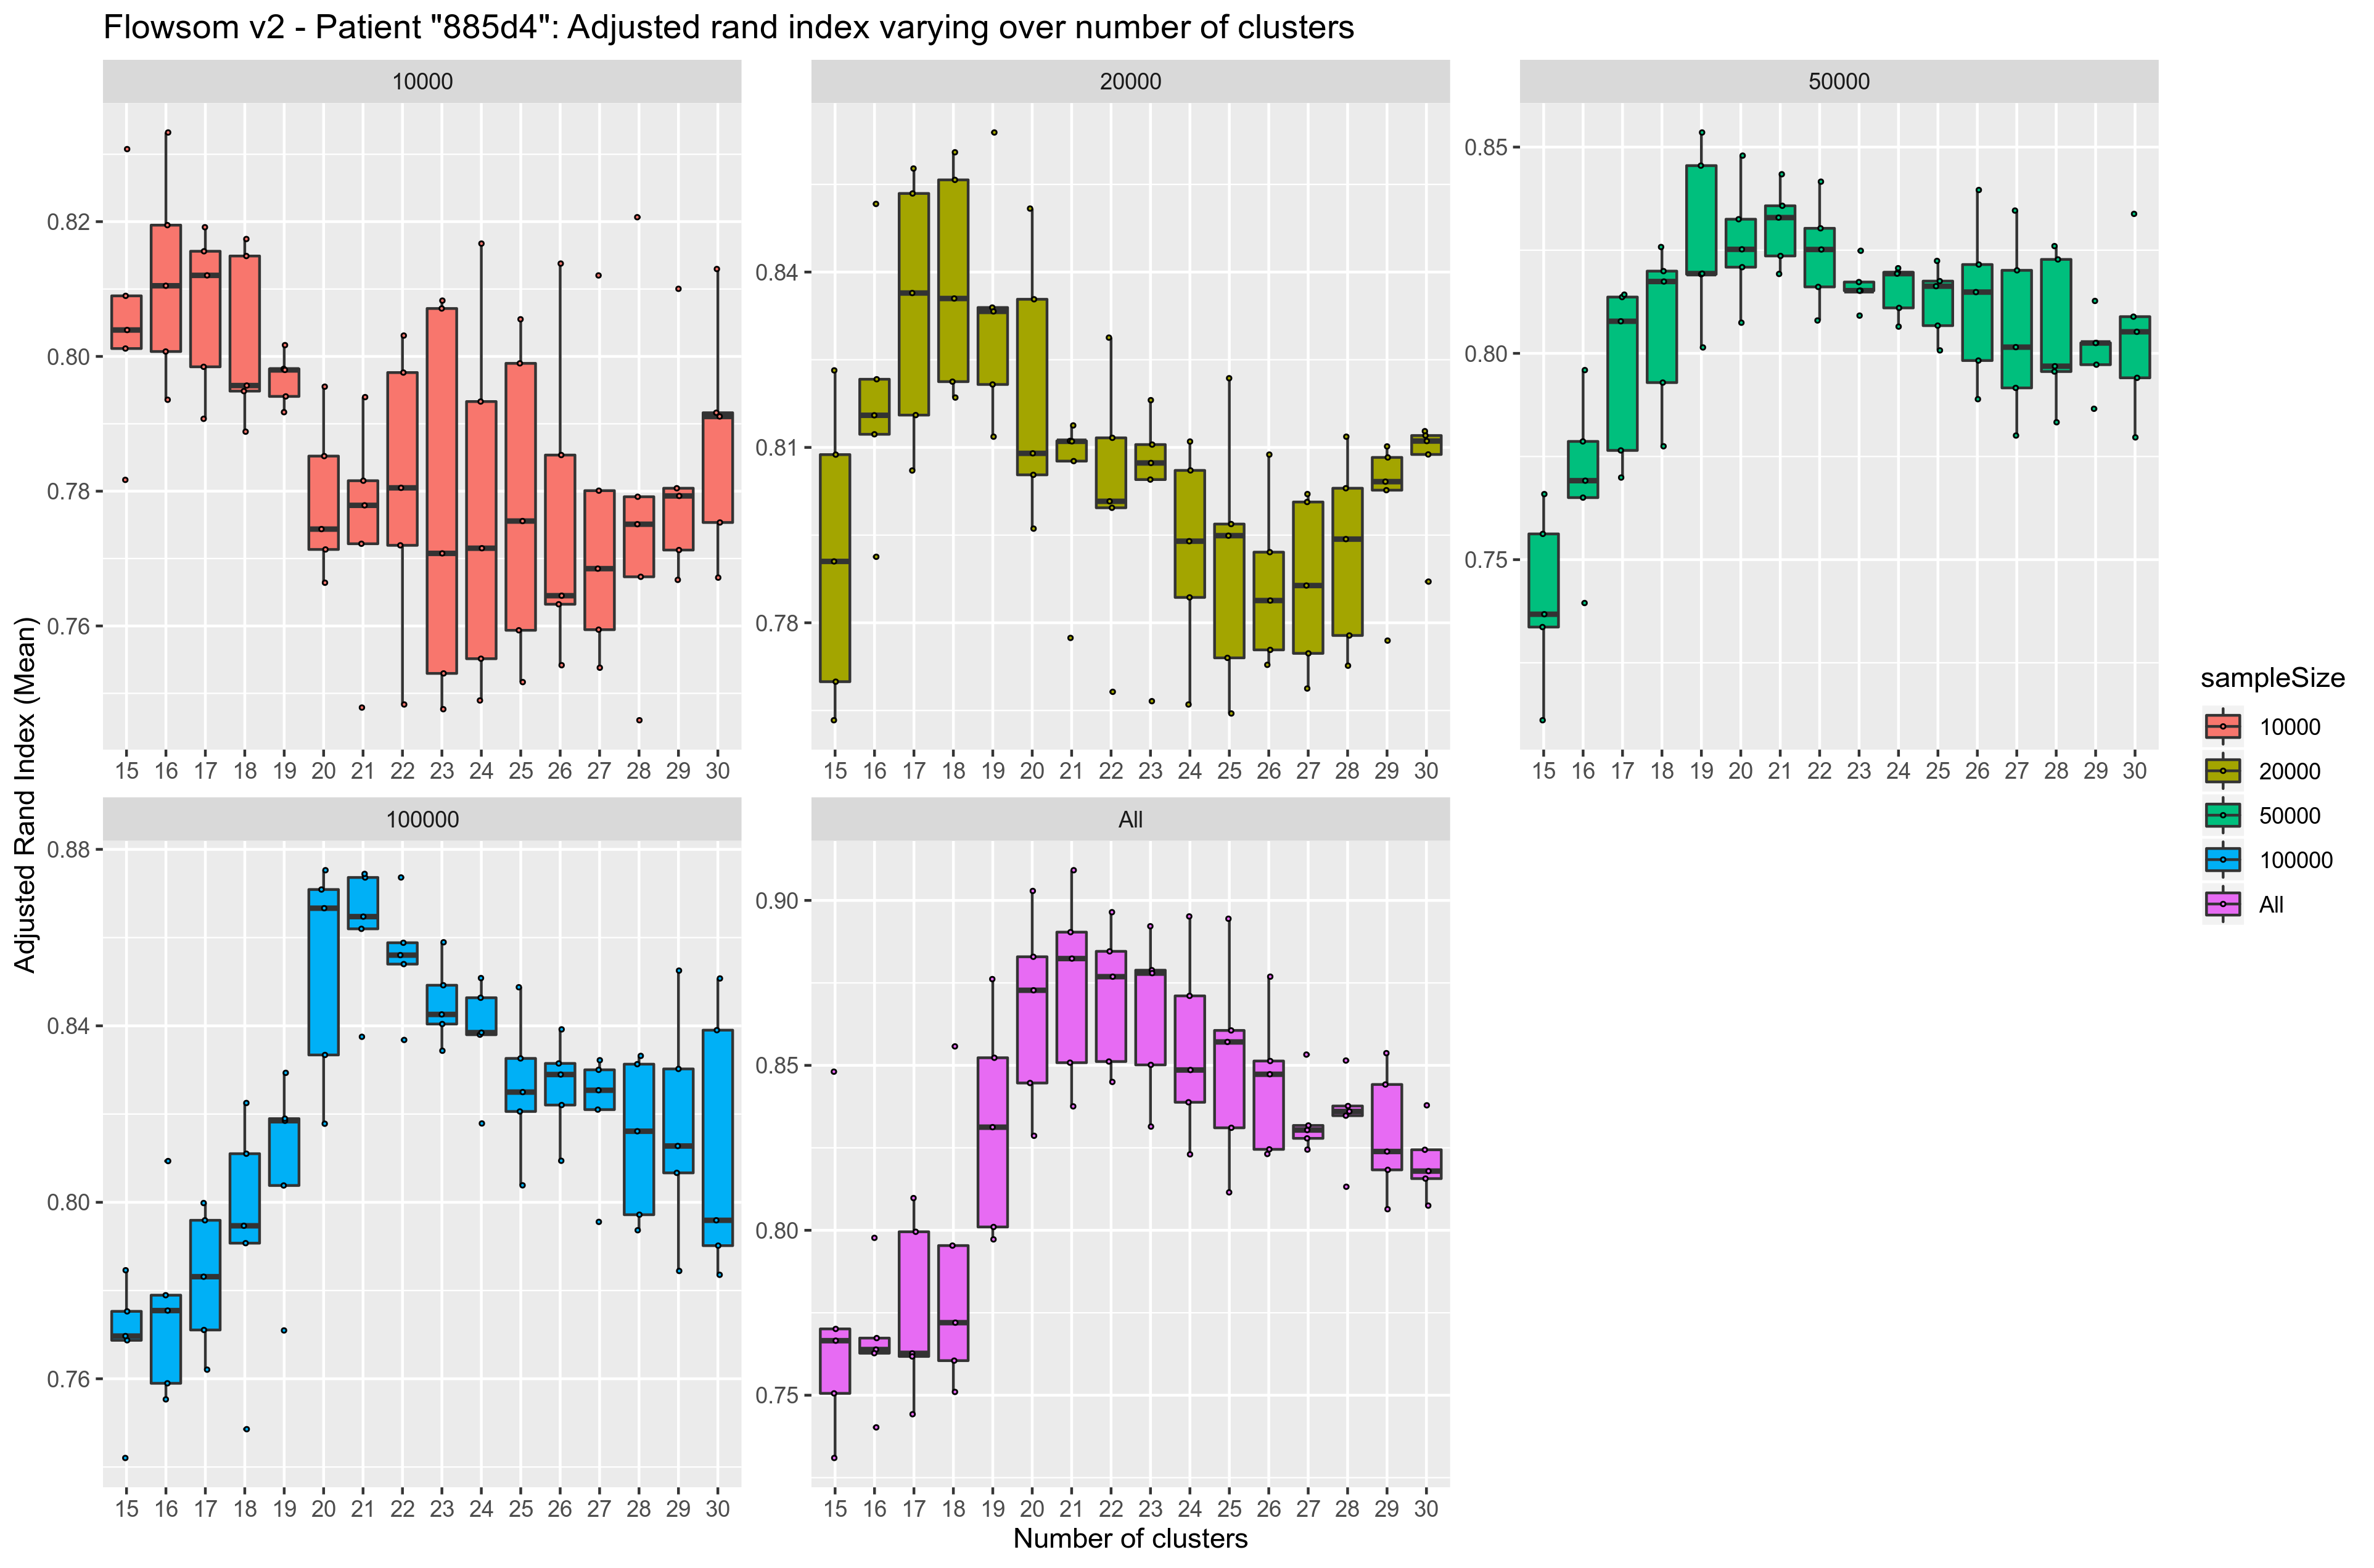 Flowsom v2 - Patient "885d4": Adjusted rand index varying over number of clusters
10000
20000
50000
0.82
0.80
0.78
0.76
0.84
0.81
0.78
0.85
0.80
0.75
15 16 17 18 19 20 21 22 23 24 25 26 27 28 29 30
15 16 17 18 19 20 21 22 23 24 25 26 27 28 29 30
15 16 17 18 19 20 21 22 23 24 25 26 27 28 29 30
Adjusted Rand Index (Mean)
100000
All
0.88
0.84
0.80
0.76
0.90
0.85
0.80
0.75
15 16 17 18 19 20 21 22 23 24 25 26 27 28 29 30
15 16 17 18 19 20 21 22 23 24 25 26 27 28 29 30
Number of clusters
sampleSize
10000
20000
50000
100000
All